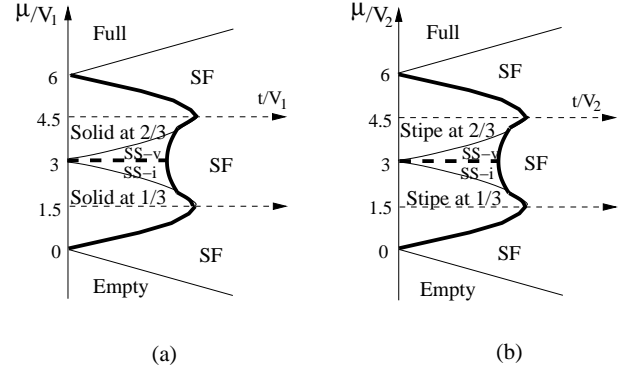 μ/V1
Full
6
SF
t/V1
4.5
Solid at 2/3
SS-v
3
SF
SS-i
Solid at 1/3
1.5
0
SF
Empty
(a)
μ/V2
Full
6
SF
t/V2
4.5
Stipe at 2/3
SS-v
3
SF
SS-i
Stipe at 1/3
1.5
0
SF
Empty
(b)